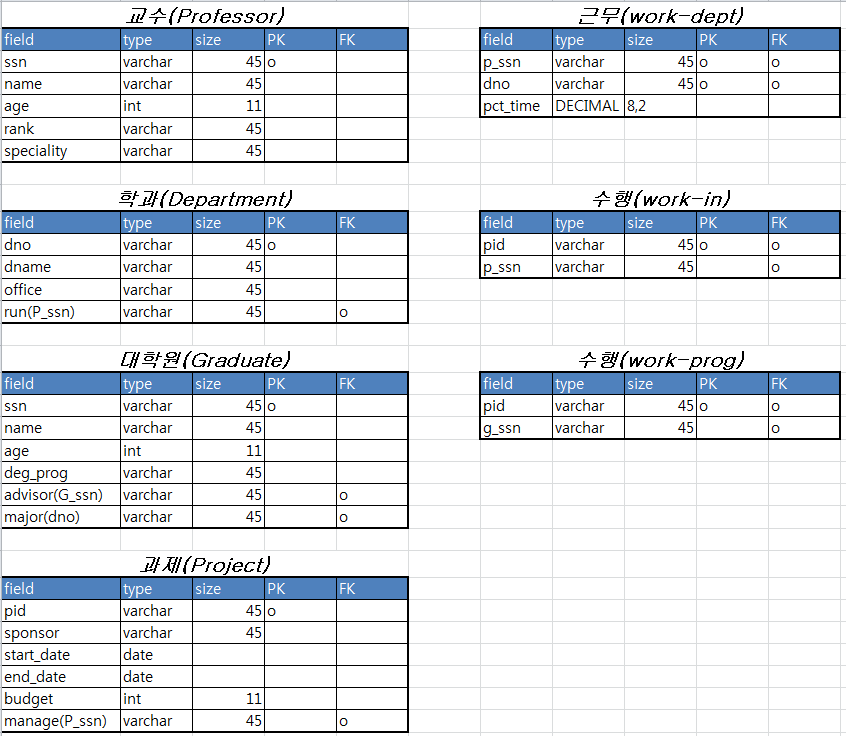 교수(Professor)
field type size PK FK
ssn varchar 45 o
name varchar 45
age int 11
rank varchar 45
speciality varchar 45
학과(Department)
field type size PK FK
dno varchar 45 o
dname varchar 45
office varchar 45
run(P_ssn) varchar 45 o
대학원(Graduate)
field type size PK FK
ssn varchar 45 o
name varchar 45
age int 11
deg_prog varchar 45
advisor(G_ssn) varchar 45 o
major(dno) varchar 45 o
과제(Project)
field type size PK FK
pid varchar 45 o
sponsor varchar 45
start_date date
end_date date
budget int 11
manage(P_ssn) varchar 45 o
근무(work-dept)
field type size PK FK
p_ssn varchar 45 o o
dno varchar 45 o o
pct_time DECIMAL 8,2
수행(work-in)
field type size PK FK
pid varchar 45 o o
p_ssn varchar 45 o
수행(work-prog)
field type size PK FK
pid varchar 45 o o
g_ssn varchar 45 o